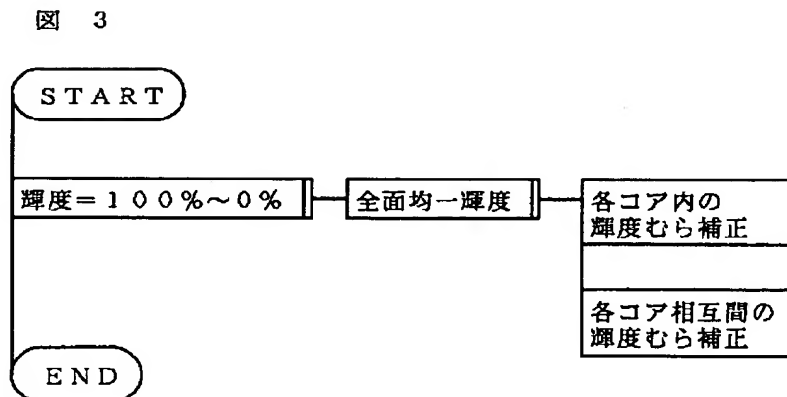 図 3
START
輝度=100%~0%
全面均一輝度
各コア内の
輝度むら補正
各コア相互間の
輝度むら補正
END